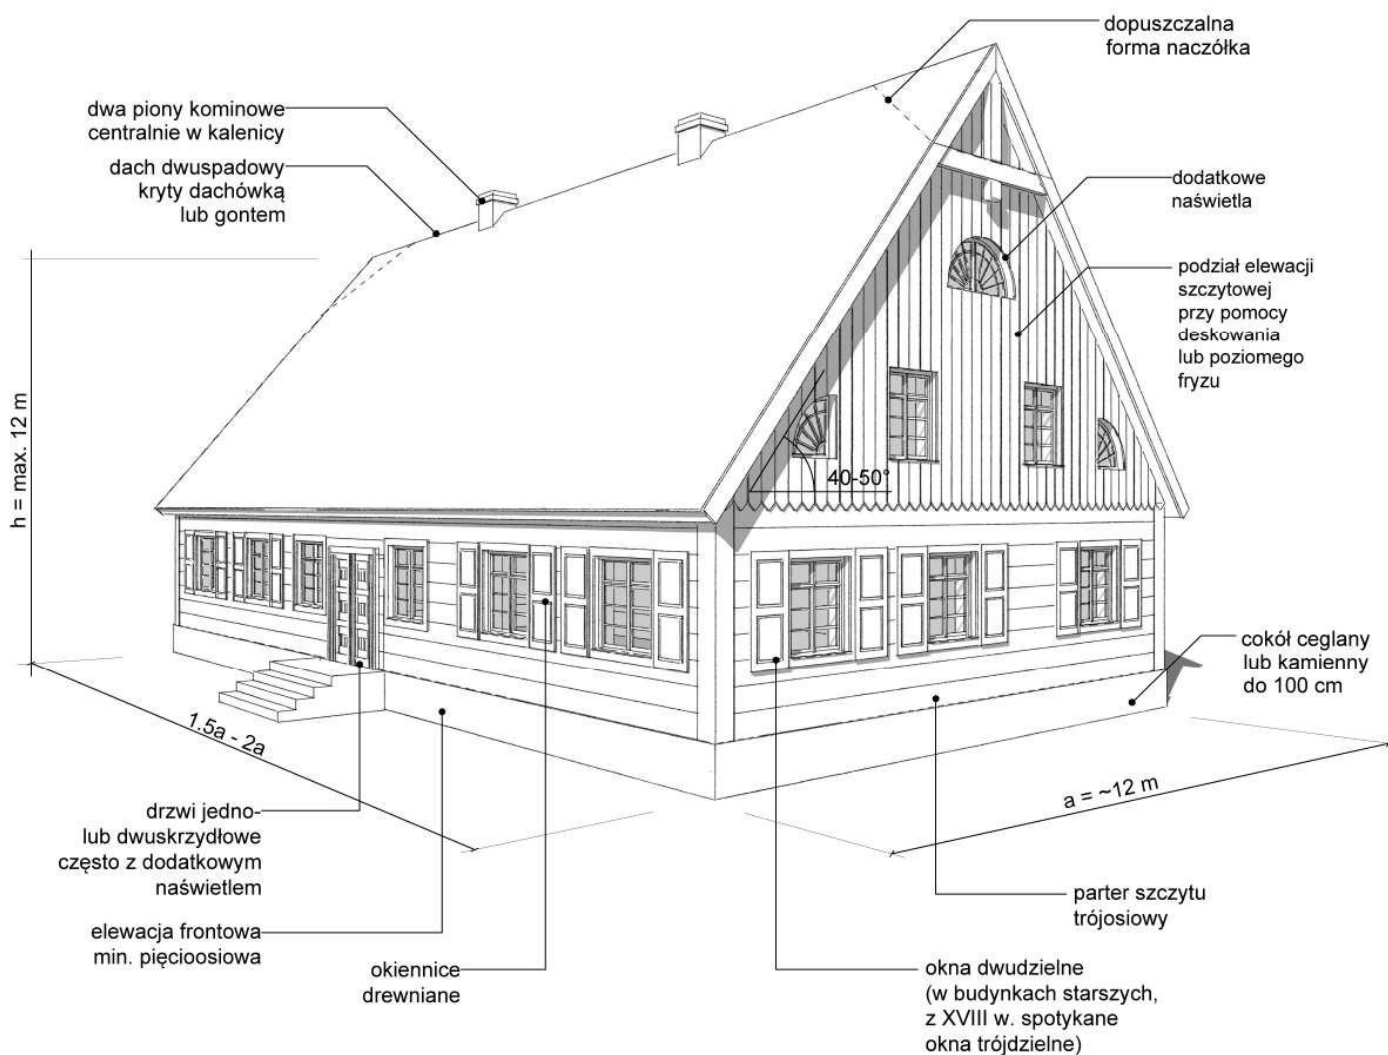 dopuszczalna
forma naczółka
dwa piony kominowe
centralnie w kalenicy
dach dwuspadowy
kryty dachówką
lub gontem
dodatkowe
naświetla
podział elewacji
szczytowej
przy pomocy
deskowania
lub poziomego
fryzu
h = max. 12 m
40-50°
cokół ceglany
lub kamienny
do 100 cm
1.5a - 2a
a = ~12 m
drzwi jedno-
lub dwuskrzydłowe
często z dodatkowym
naświetlem
elewacja frontowa
min. pięcioosiowa
okiennice
drewniane
parter szczytu
trójosiowy
okna dwudzielne
(w budynkach starszych,
z XVIII w. spotykane
okna trójdzielne)